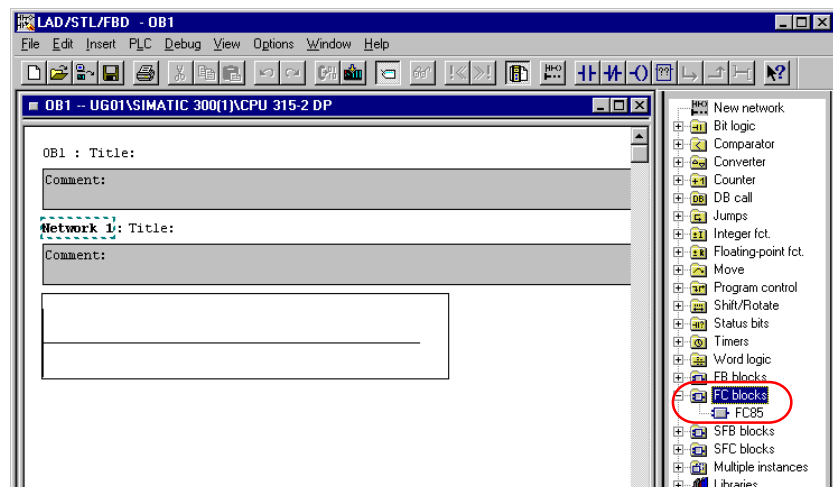 LAD/STL/FBD - OB1
File Edit Insert PLC Debug View Options Window Help
OB1 -- UG01\SIMATIC 300(1)\CPU 315-2 DP
OB1 : Title:
Comment:
Network 1: Title:
Comment:
New network
Bit logic
Comparator
Converter
Counter
DB call
Jumps
Integer fct.
Floating-point fct.
Move
Program control
Shift/Rotate
Status bits
Timers
Word logic
FB blocks
FC blocks
FC85
SFB blocks
SFC blocks
Multiple instances
Libraries